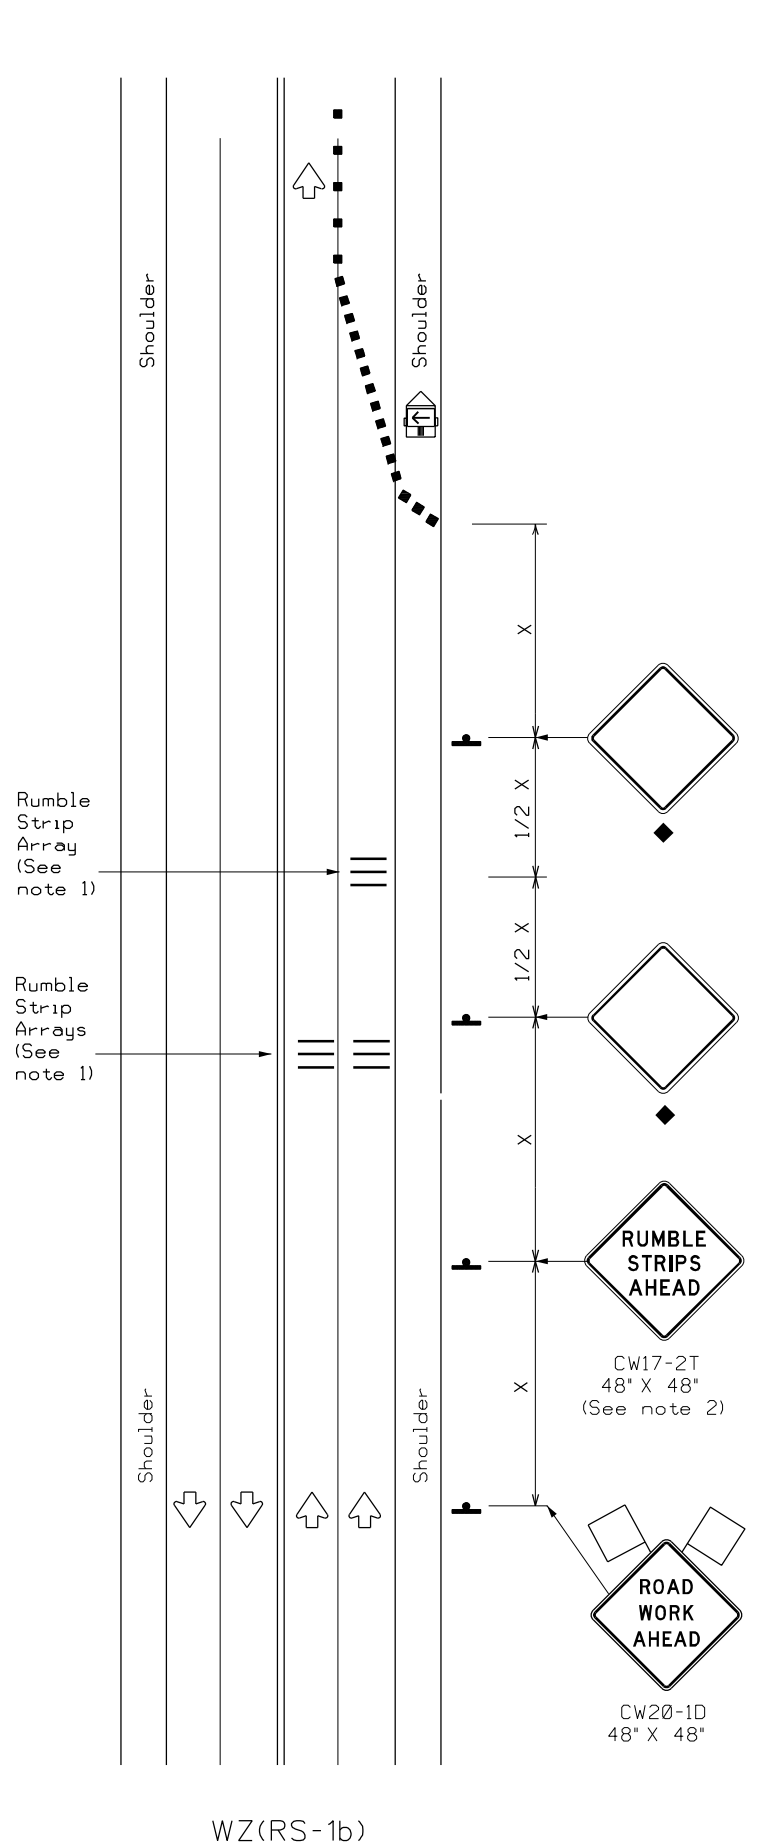 Shoulder
Shoulder
X
1/2 X
Rumble
Strip
Array
(See
note 1)
1/2 X
Rumble
Strip
Arrays
(See
note 1)
X
RUMBLE
STRIPS
AHEAD
CW17-2T
48" X 48"
(See note 2)
X
Shoulder
Shoulder
ROAD
WORK
AHEAD
CW20-1D
48" X 48"
WZ(RS-1b)